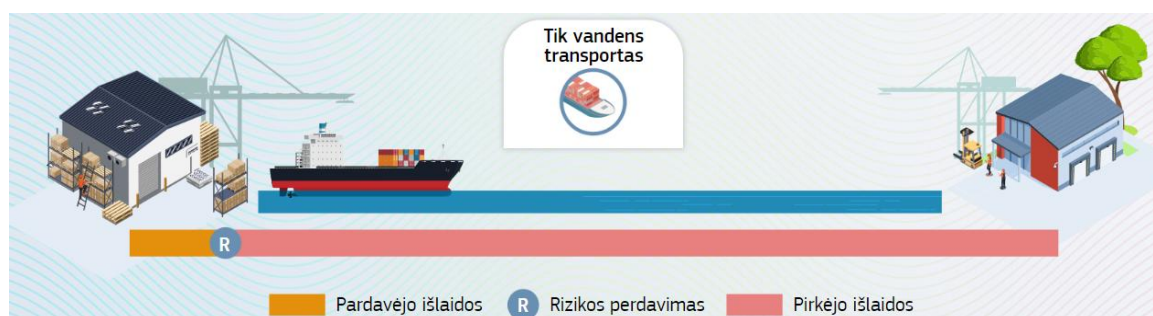 Tik vandens
transportas
R
Pardavėjo išlaidos
R Rizikos perdavimas
Pirkėjo išlaidos